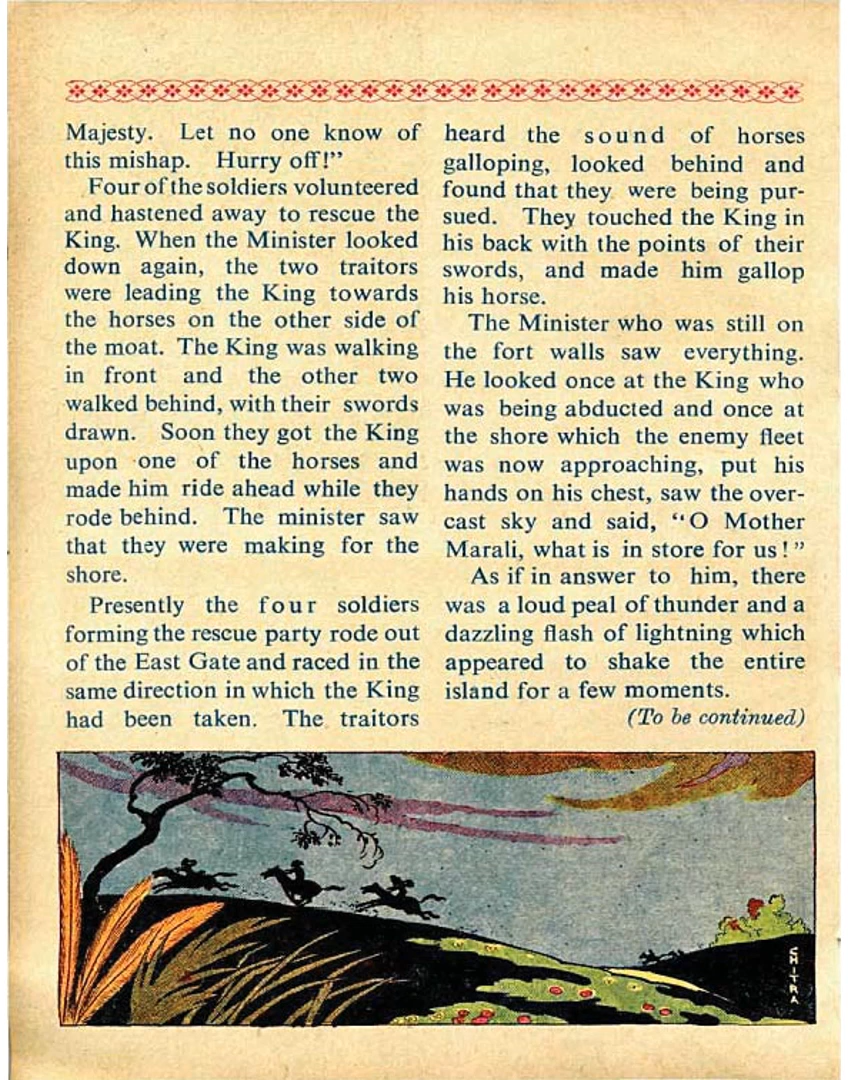 Majesty. Let no one know of
this mishap. Hurry off!”
Four of the soldiers volunteered
and hastened away to rescue the
King. When the Minister looked
down again, the two traitors
were leading the King towards
the horses on the other side of
the moat. The King was walking
in front and the other two
walked behind, with their swords
drawn. Soon they got the King
upon one of the horses and
made him ride ahead while they
rode behind. The minister saw
that they were making for the
shore.
Presently the four soldiers
forming the rescue party rode out
of the East Gate and raced in the
same direction in which the King
had been taken. The traitors
heard the sound of horses
galloping, looked behind and
found that they were being pur-
sued. They touched the King in
his back with the points of their
swords, and made him gallop
his horse.
The Minister who was still on
the fort walls saw everything.
He looked once at the King who
was being abducted and once at
the shore which the enemy fleet
was now approaching, put his
hands on his chest, saw the over-
cast sky and said, “O Mother
Marali, what is in store for us!”
As if in answer to him, there
was a loud peal of thunder and a
dazzling flash of lightning which
appeared to shake the entire
island for a few moments.
(To be continued)
CHITRA